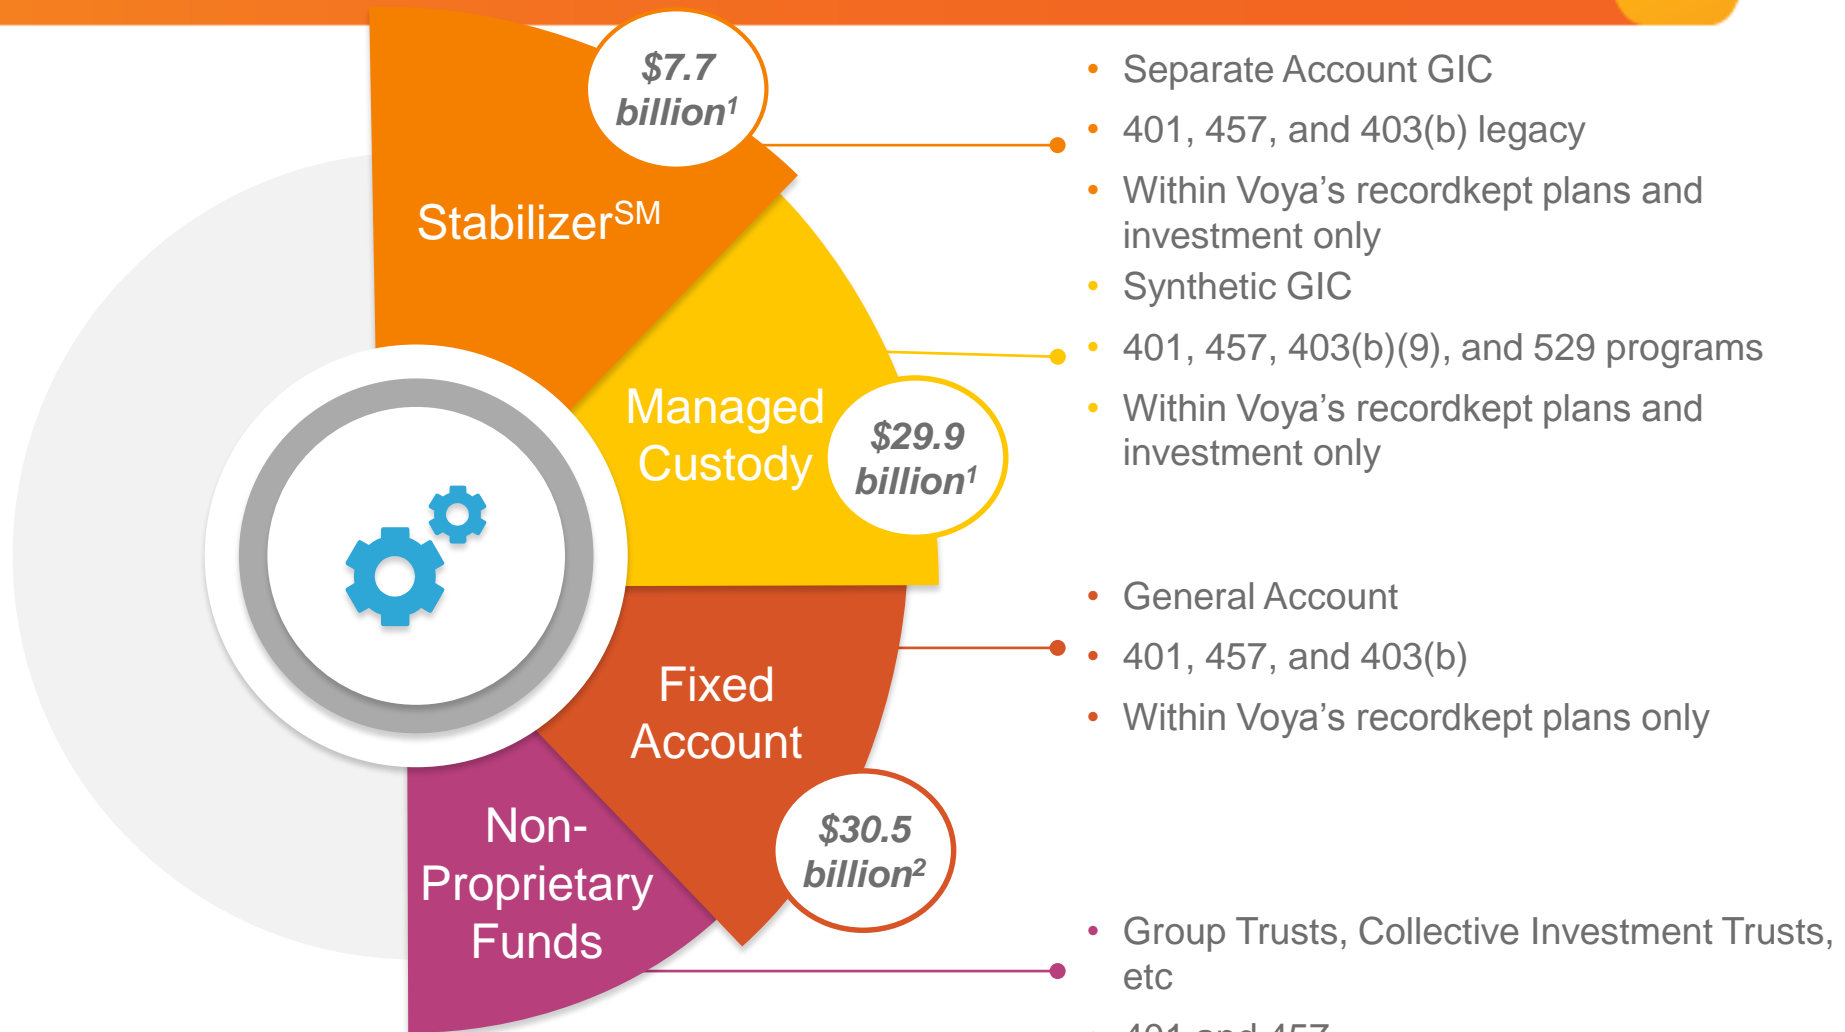 $7.7
billion¹
Stabilizer℠
• Separate Account GIC
• 401, 457, and 403(b) legacy
• Within Voya’s recordkept plans and
investment only
Managed
Custody
$29.9
billion¹
• Synthetic GIC
• 401, 457, 403(b)(9), and 529 programs
• Within Voya’s recordkept plans and
investment only
Fixed
Account
$30.5
billion²
• General Account
• 401, 457, and 403(b)
• Within Voya’s recordkept plans only
Non-
Proprietary
Funds
• Group Trusts, Collective Investment Trusts,
etc
401 and 457